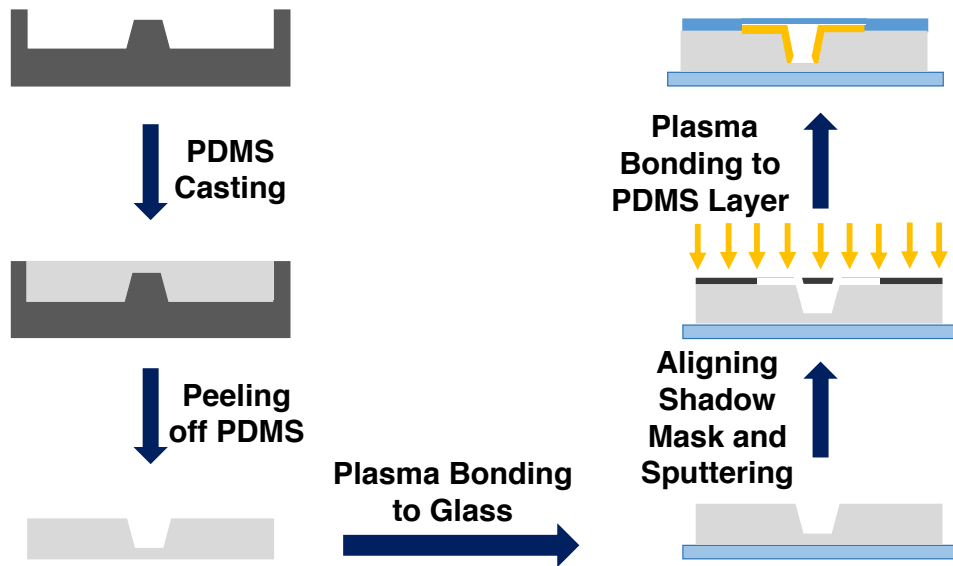 PDMS
Casting
Peeling
off PDMS
Plasma Bonding
to Glass
Aligning
Shadow
Mask and
Sputtering
Plasma
Bonding to
PDMS Layer